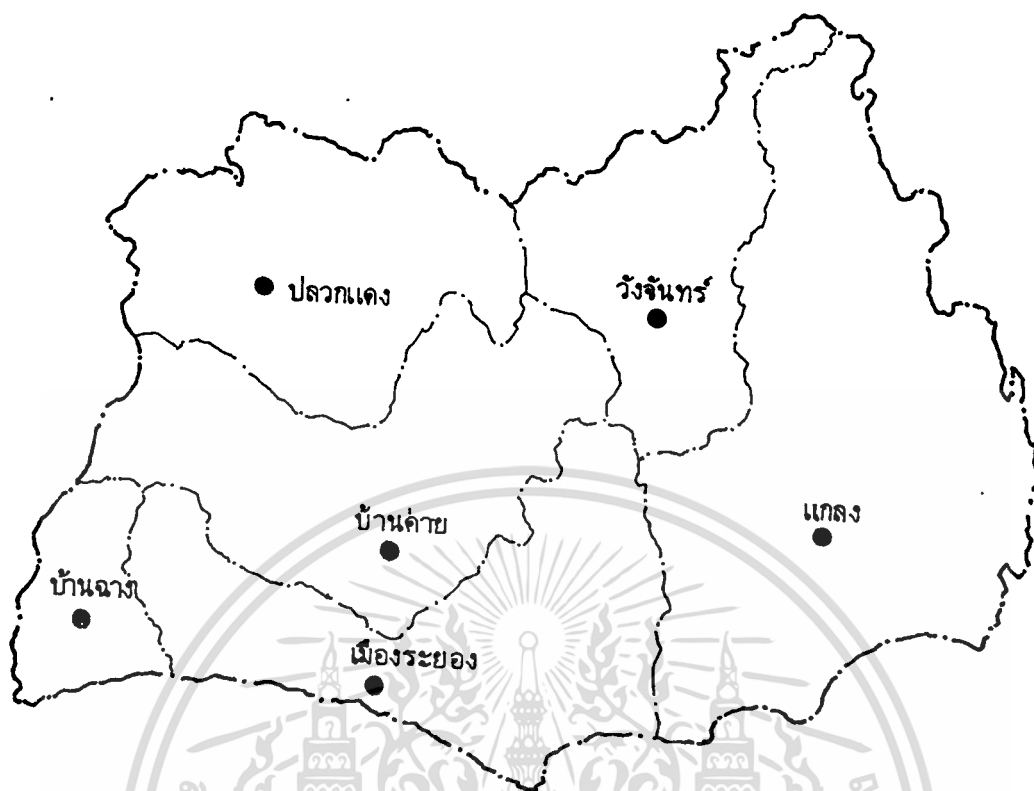 ปลวกแดง
วังจันทร์
แกลง
บ้านค่าย
บ้านฉาง
เมืองระยอง